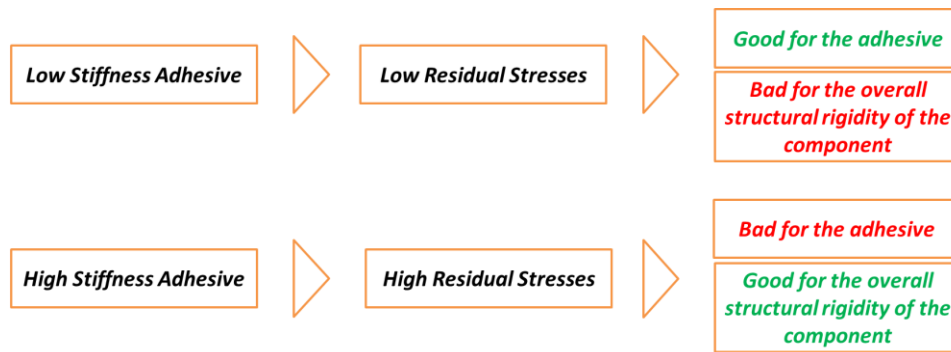 Low Stiffness Adhesive
Low Residual Stresses
Good for the adhesive
Bad for the overall
structural rigidity of the
component
High Stiffness Adhesive
High Residual Stresses
Bad for the adhesive
Good for the overall
structural rigidity of the
component